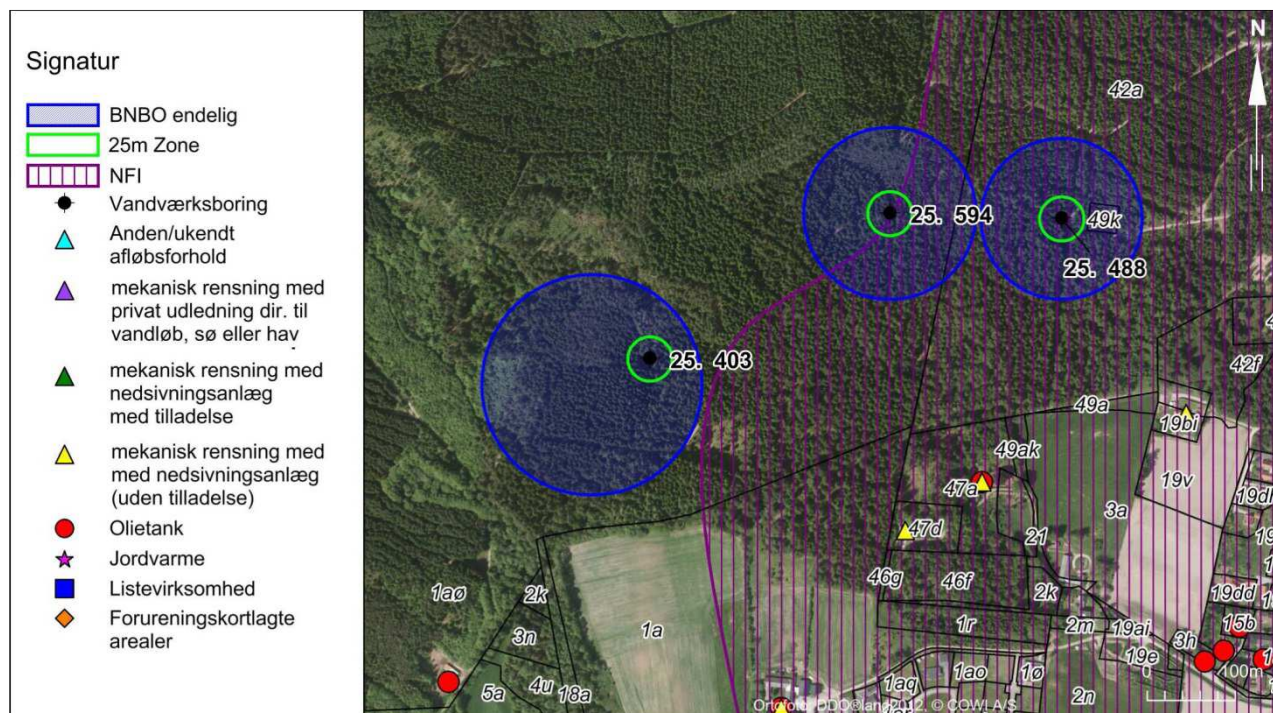 Signatur
BNBO endelig
25m Zone
NFI
Vandværksboring
Anden/ukendt
afløbsforhold
mekanisk rensning med
privat udledning dir. til
vandløb, sø eller hav
mekanisk rensning med
nedsivningsanlæg
med tilladelse
mekanisk rensning med
med nedsivningsanlæg
(uden tilladelse)
Olietank
Jordvarme
Listevirksomhed
Forureningskortlagte
arealer
N
42a
25. 594
49k
25. 488
25. 403
42f
49a
19bi
49ak
47a
19v
3a
47d
21
46g
46f
2k
1aø
2k
3n
1a
19dd
15b
1r
2m
19ai
3h
19e
5a
4u
18a
1aq
1ao
1ø
2n
0
100m
Ortofoto DDO®land2012, © COWI A/S